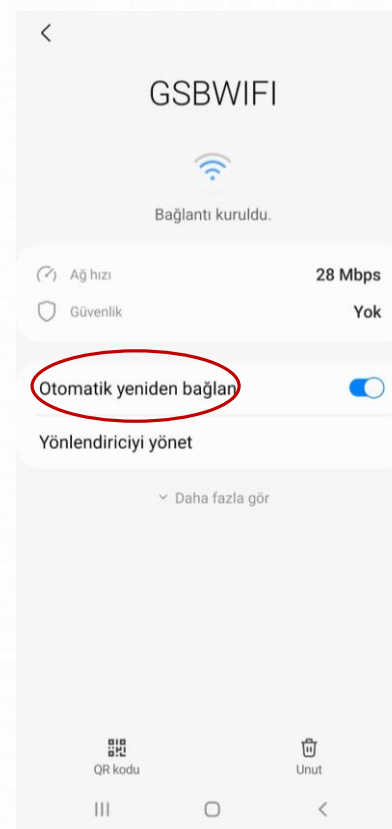 GSBWIFI
Bağlantı kuruldu.
Ağ hızı 28 Mbps
Güvenlik Yok
Otomatik yeniden bağlan
Yönlendiriciyi yönet
Daha fazla gör
QR kodu Unut